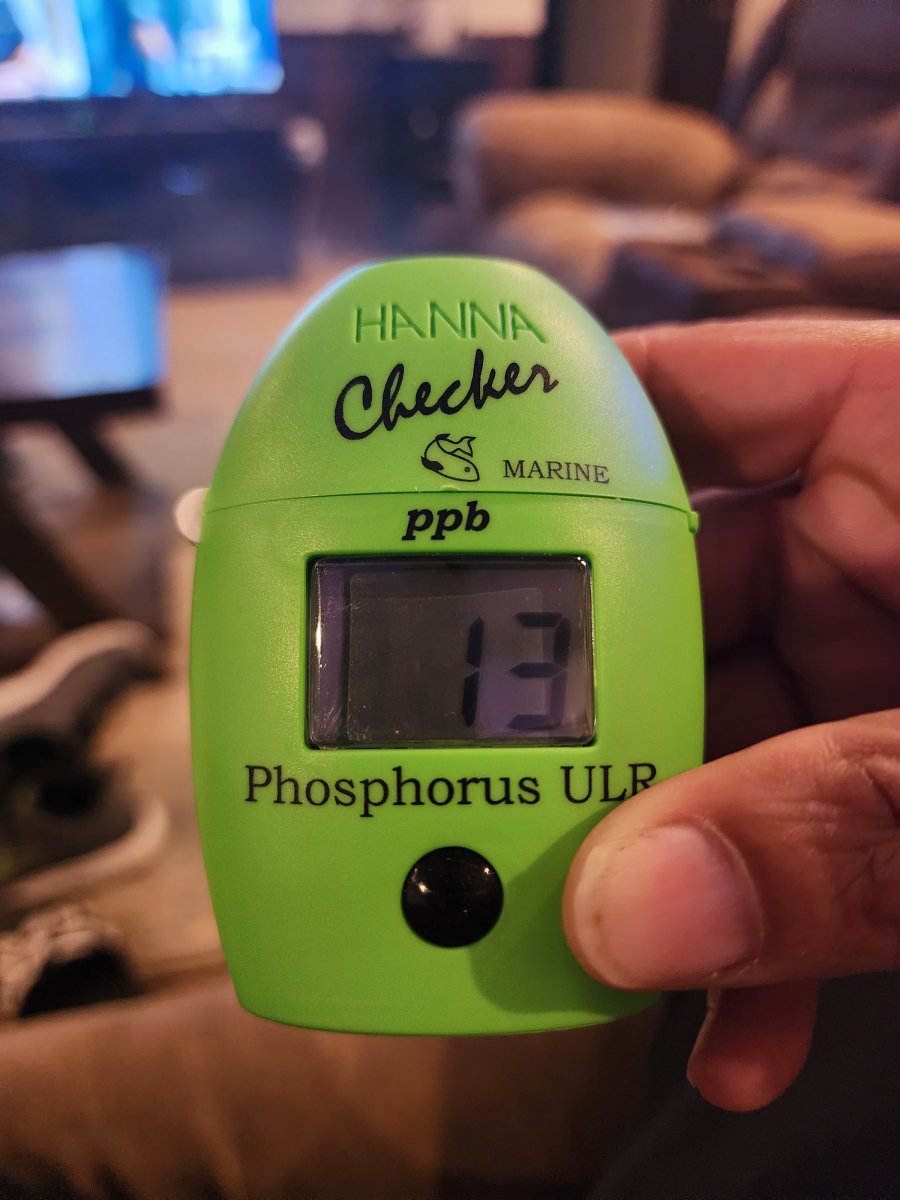 HANNA
Checker
MARINE
ppb
13
Phosphorus ULR